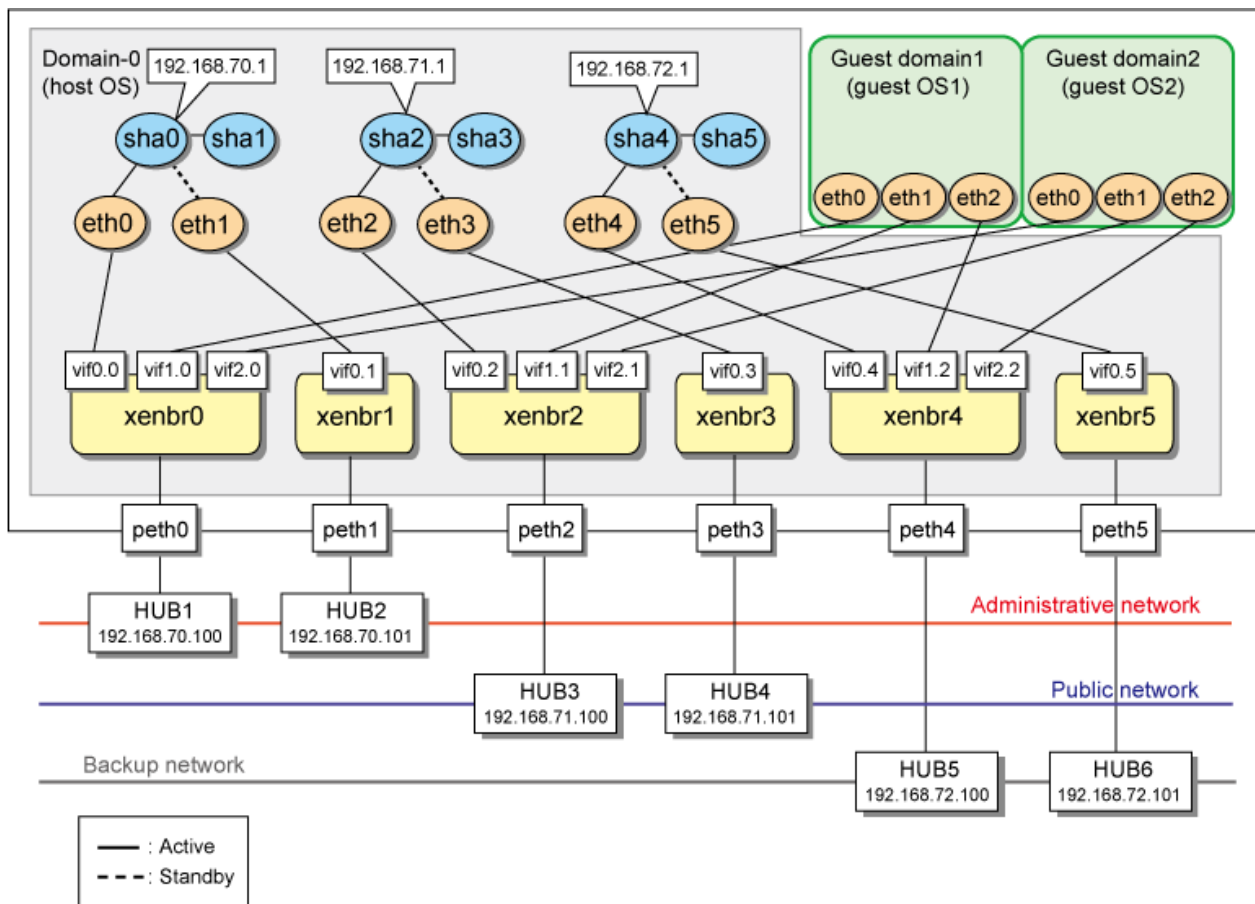 Domain-0
(host OS)
192.168.70.1
192.168.71.1
192.168.72.1
Guest domain1
(guest OS1)
Guest domain2
(guest OS2)
sha0
sha1
sha2
sha3
sha4
sha5
eth0
eth1
eth2
eth3
eth4
eth5
eth0
eth1
eth2
eth0
eth1
eth2
vif0.0
vif1.0
vif2.0
vif0.1
vif0.2
vif1.1
vif2.1
vif0.3
vif0.4
vif1.2
vif2.2
vif0.5
xenbr0
xenbr1
xenbr2
xenbr3
xenbr4
xenbr5
peth0
peth1
peth2
peth3
peth4
peth5
HUB1
192.168.70.100
HUB2
192.168.70.101
Administrative network
HUB3
192.168.71.100
HUB4
192.168.71.101
Public network
Backup network
HUB5
192.168.72.100
HUB6
192.168.72.101
: Active
: Standby